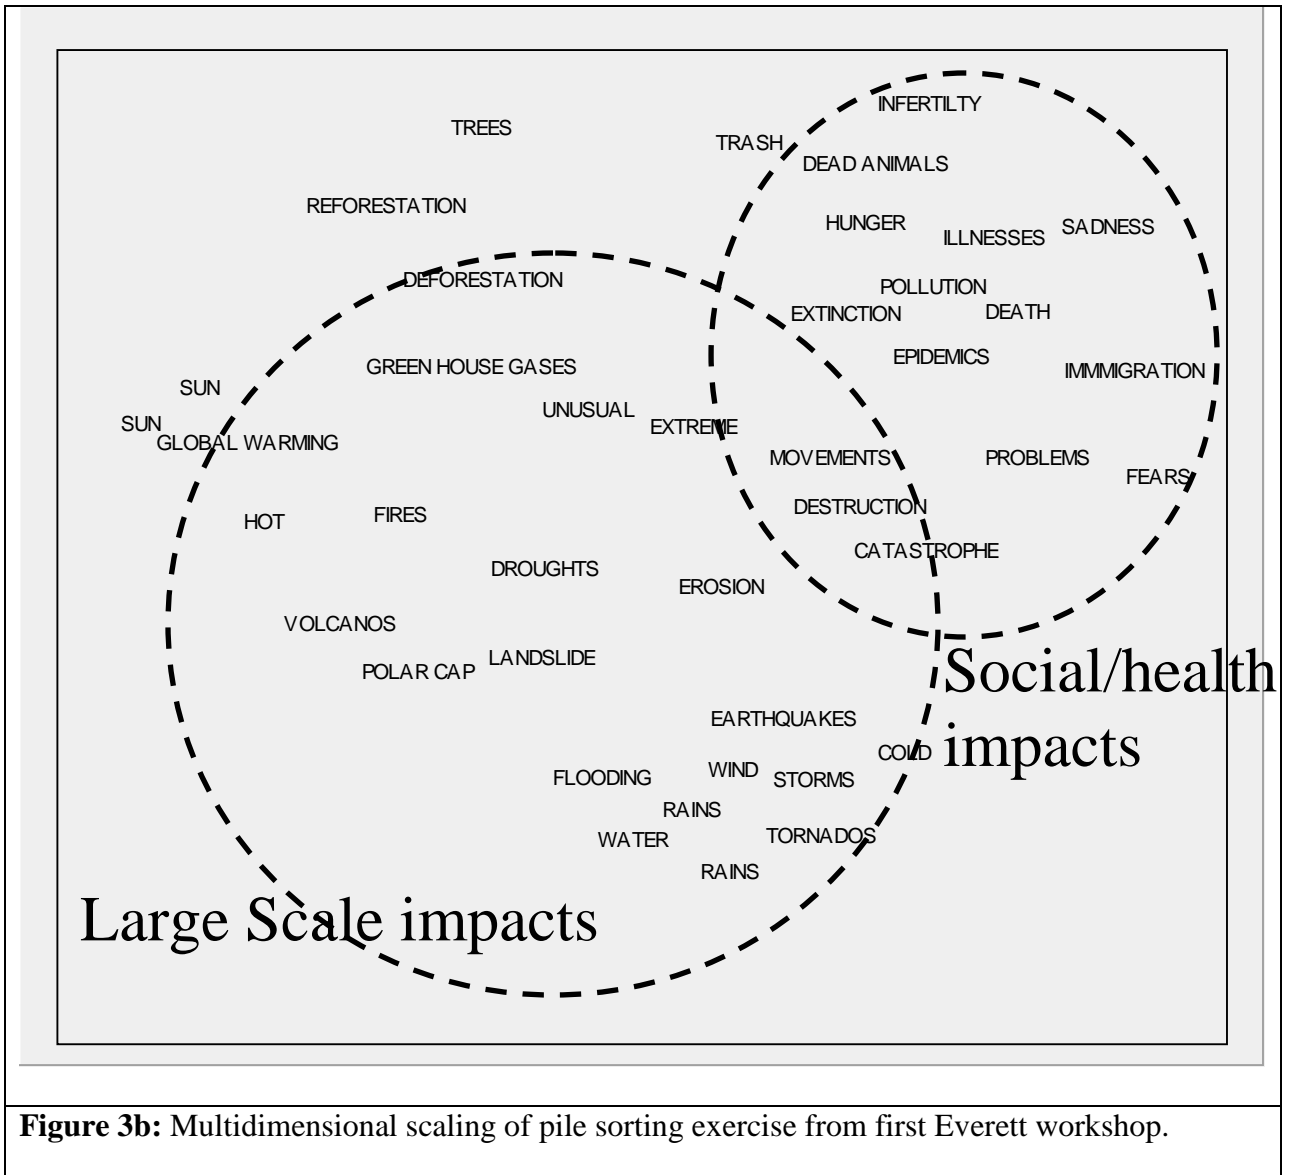 INFERTILTY
TREES
TRASH
DEAD ANIMALS
REFORESTATION
HUNGER
SADNESS
ILLNESSES
DEFORESTATION
POLLUTION
EXTINCTION
DEATH
EPIDEMICS
GREEN HOUSE GASES
IMMMIGRATION
SUN
UNUSUAL
SUN
EXTREME
GLOBAL WARMING
MOVEMENTS
PROBLEMS
FEARS
DESTRUCTION
HOT
FIRES
CATASTROPHE
DROUGHTS
EROSION
VOLCANOS
LANDSLIDE
POLAR CAP
Social/health
impacts
EARTHQUAKES
COLD
WIND
FLOODING
STORMS
RAINS
WATER
TORNADOS
RAINS
Large Scale impacts
Figure 3b: Multidimensional scaling of pile sorting exercise from first Everett workshop.